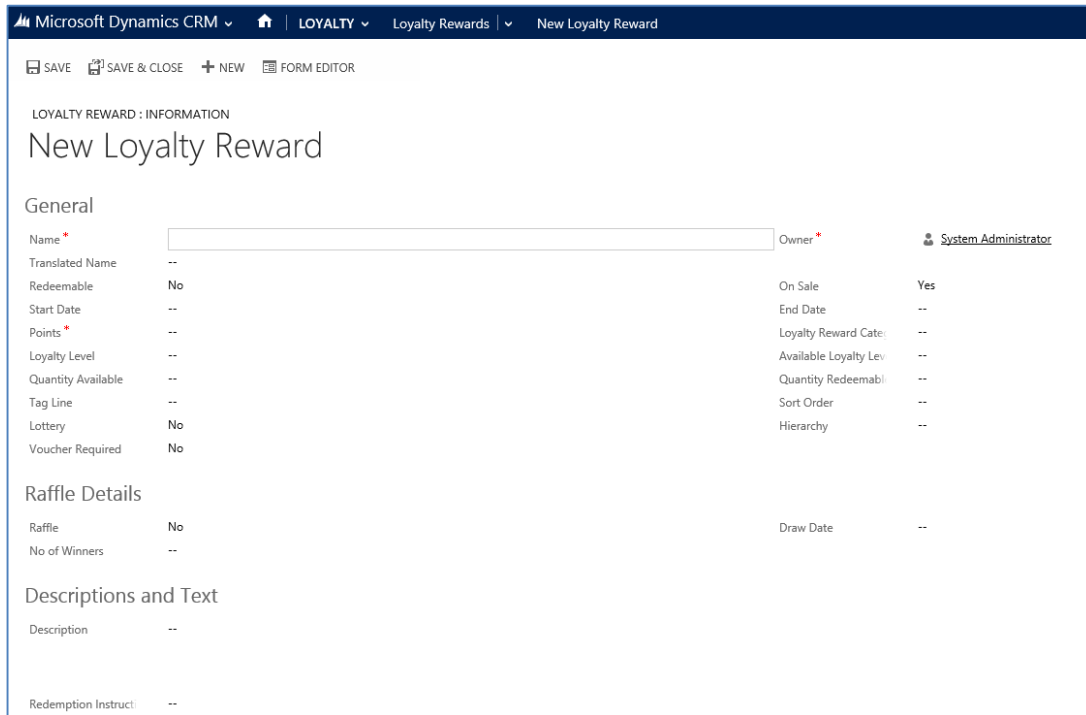 Microsoft Dynamics CRM LOYALTY Loyalty Rewards New Loyalty Reward
SAVE SAVE & CLOSE NEW FORM EDITOR
LOYALTY REWARD : INFORMATION
New Loyalty Reward
General
Name * Owner * System Administrator
Translated Name --
Redeemable No On Sale Yes
Start Date -- End Date --
Points * -- Loyalty Reward Cate --
Loyalty Level -- Available Loyalty Lev --
Quantity Available -- Quantity Redeemabl --
Tag Line -- Sort Order --
Lottery No Hierarchy --
Voucher Required No
Raffle Details
Raffle No Draw Date --
No of Winners --
Descriptions and Text
Description --
Redemption Instruct --